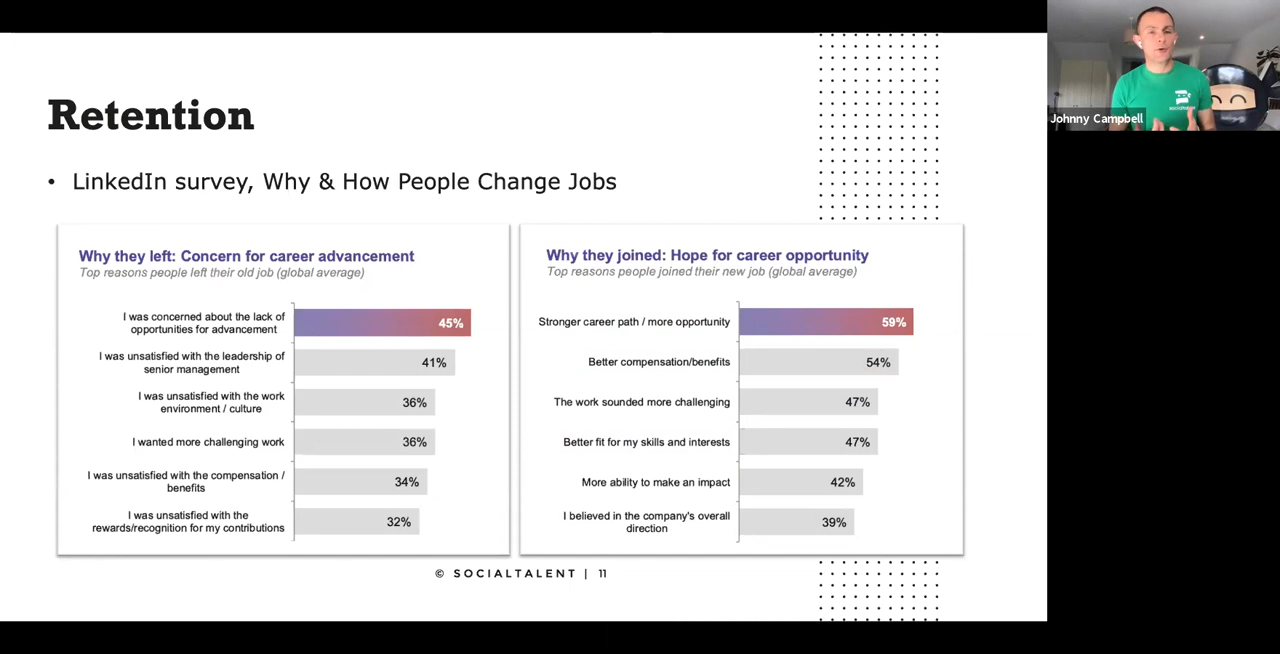 Retention
• LinkedIn survey, Why & How People Change Jobs
Why they left: Concern for career advancement
Top reasons people left their old job (global average)
I was concerned about the lack of
opportunities for advancement
45%
I was unsatisfied with the leadership of
senior management
41%
I was unsatisfied with the work
environment / culture
36%
I wanted more challenging work
36%
I was unsatisfied with the compensation /
benefits
34%
I was unsatisfied with the
rewards/recognition for my contributions
32%
Why they joined: Hope for career opportunity
Top reasons people joined their new job (global average)
Stronger career path / more opportunity
59%
Better compensation/benefits
54%
The work sounded more challenging
47%
Better fit for my skills and interests
47%
More ability to make an impact
42%
I believed in the company's overall
direction
39%
© SOCIALTALENT | 11
Johnny Campbell